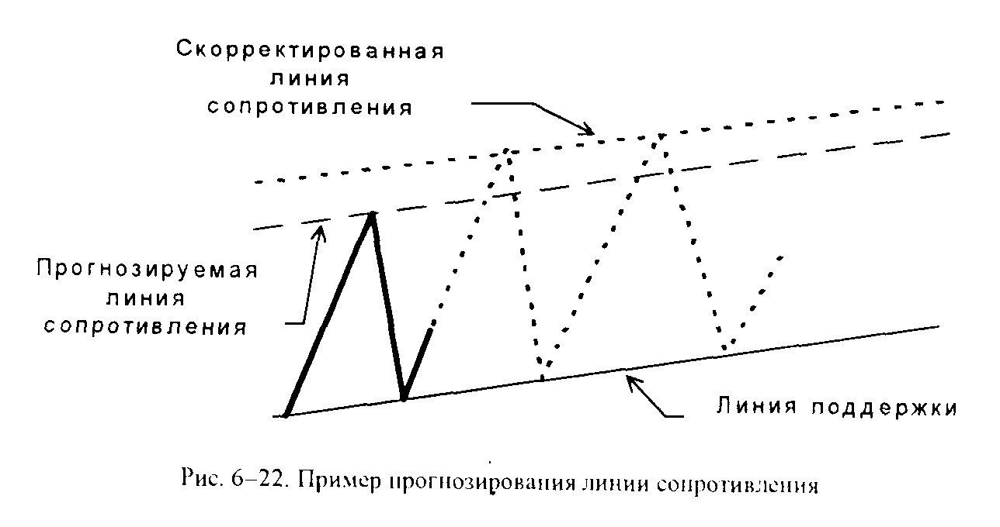 Скорректированная
линия
сопротивления
Прогнозируемая
линия
сопротивления
Линия поддержки
Рис. 6–22. Пример прогнозирования линии сопротивления